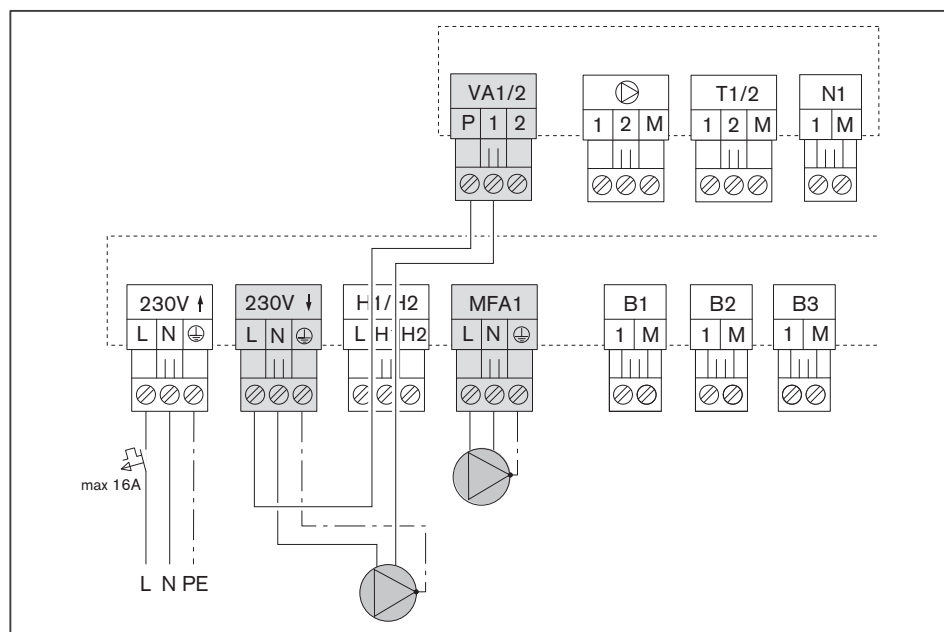 VA1/2 T1/2 N1
P 1 2 1 2 M 1 2 M 1 M
230V 230V H1/H2 MFA1 B1 B2 B3
L N L N L H1 H2 L N 1 M 1 M 1 M
max 16A
L N PE